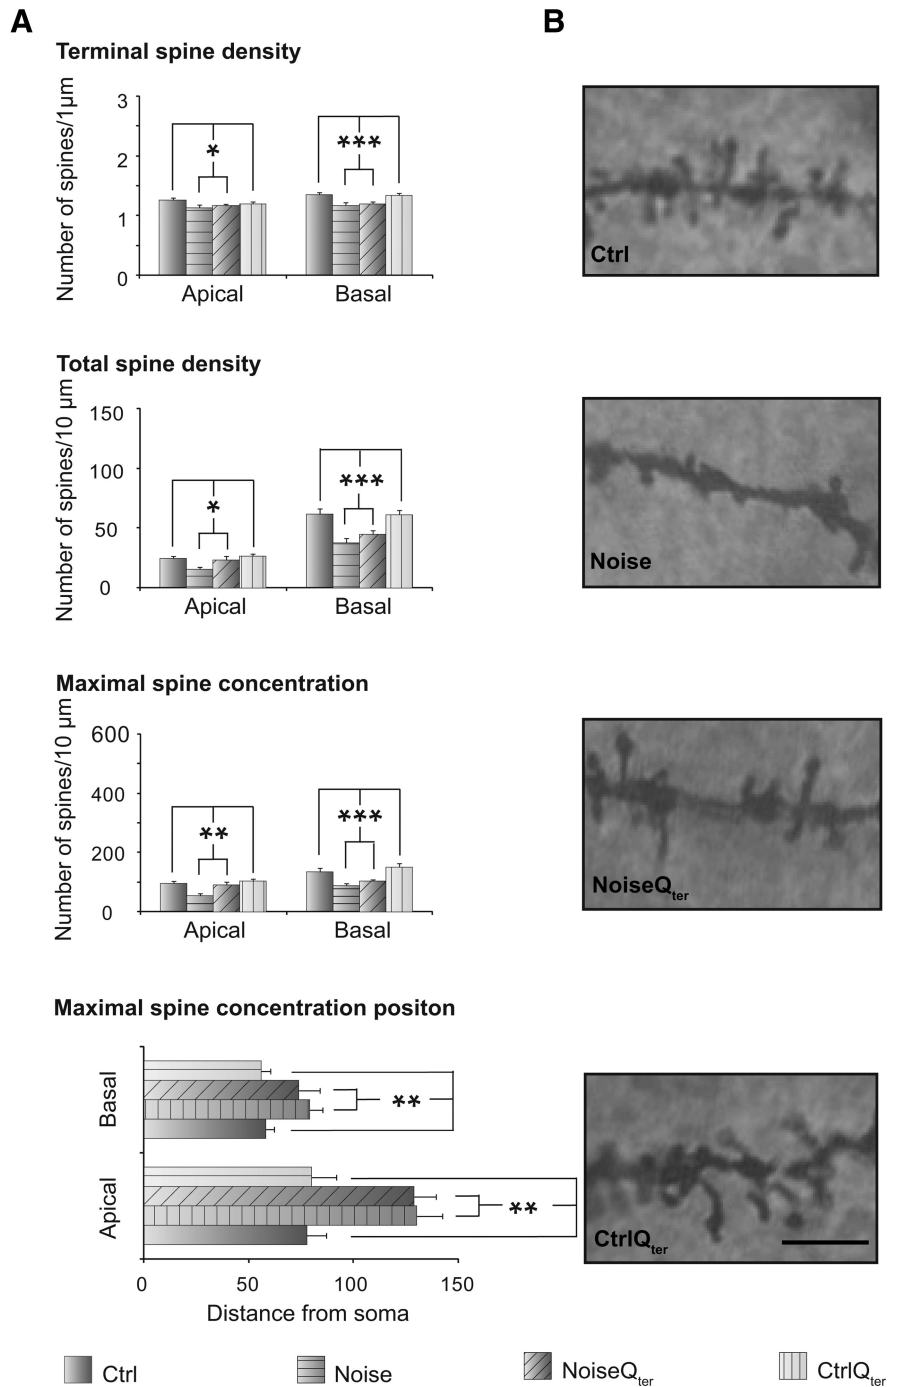 A
B
Terminal spine density
Number of spines/1µm
3
2
1
0
*
***
Apical
Basal
Ctrl
Total spine density
Number of spines/10 µm
150
100
50
0
*
***
Apical
Basal
Noise
Maximal spine concentration
Number of spines/10 µm
600
400
200
0
**
***
Apical
Basal
NoiseQter
Maximal spine concentration positon
Basal
**
Apical
**
0
50
100
150
Distance from soma
CtrlQter
Ctrl
Noise
NoiseQter
CtrlQter